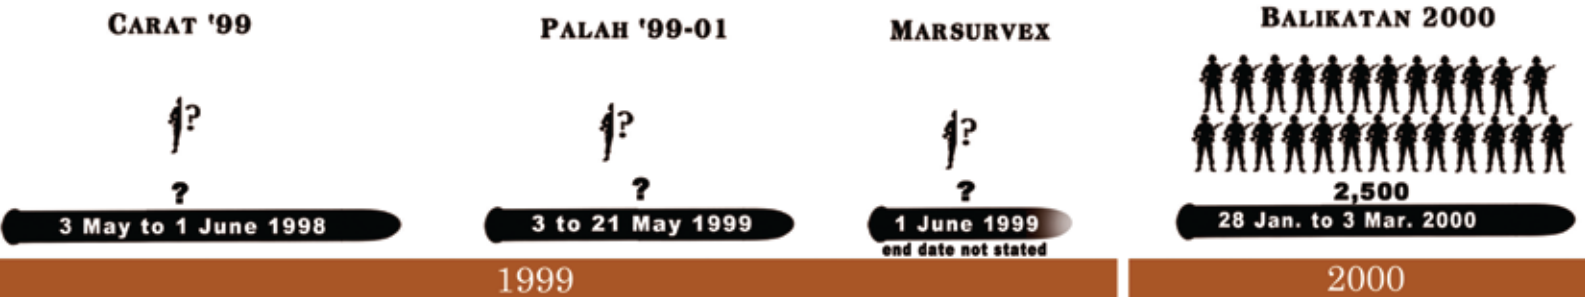 CARAT '99
?
?
3 May to 1 June 1998
PALAH '99-01
?
?
3 to 21 May 1999
MARSURVEX
?
?
1 June 1999
end date not stated
BALIKATAN 2000
2,500
28 Jan. to 3 Mar. 2000
1999
2000